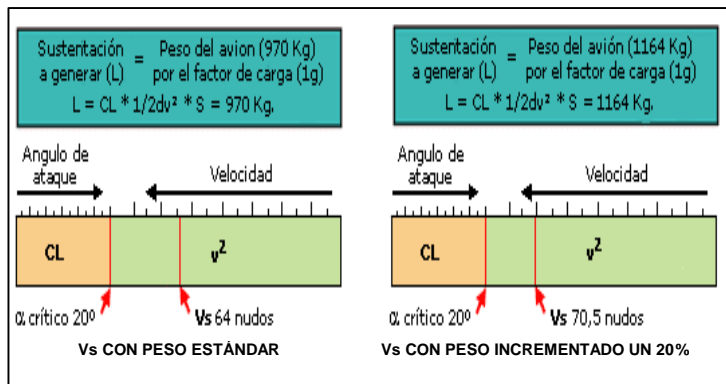 Sustentación = Peso del avion (970 Kg)
a generar (L) por el factor de carga (1g)
L = CL * 1/2dv² * S = 970 Kg.
Angulo de ataque
Velocidad
CL
v²
α crítico 20º
Vs 64 nudos
Vs CON PESO ESTÁNDAR
Sustentación = Peso del avión (1164 Kg)
a generar (L) por el factor de carga (1g)
L = CL * 1/2dv² * S = 1164 Kg.
Angulo de
ataque
Velocidad
CL
v²
α crítico 20º
Vs 70,5 nudos
Vs CON PESO INCREMENTADO UN 20%